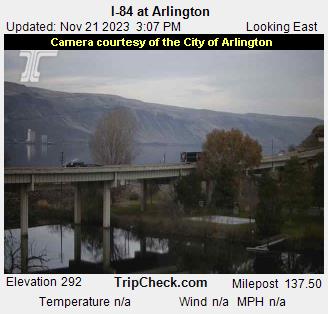 I-84 at Arlington
Updated: Nov 21 2023 3:07 PM Looking East
Camera courtesy of the City of Arlington
Elevation 292 TripCheck.com Milepost 137.50
Temperature n/a Wind n/a MPH n/a